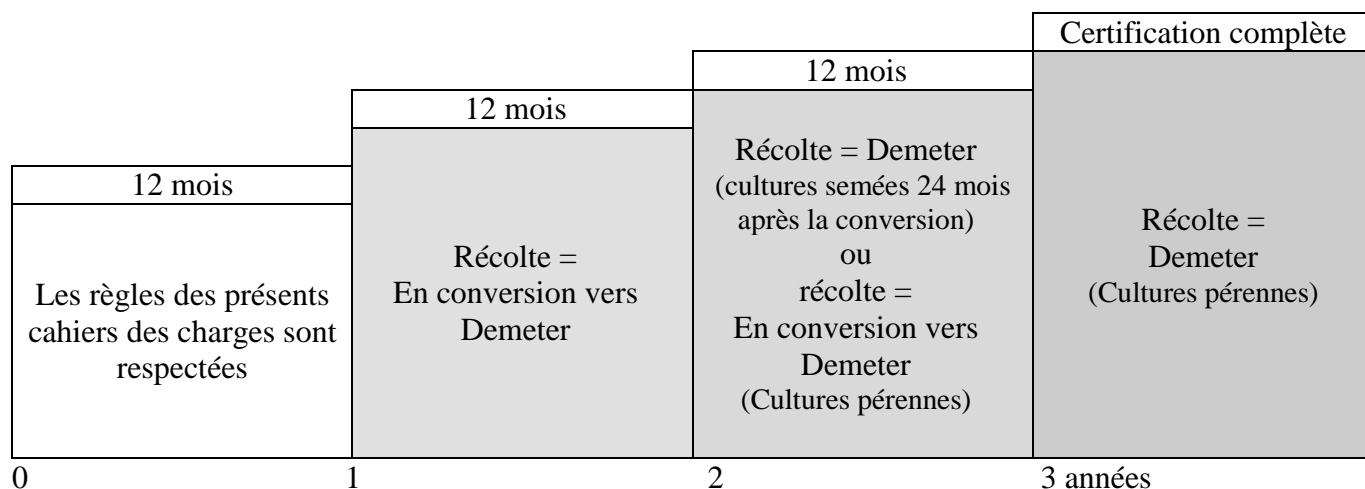 12 mois
Les règles des présents
cahiers des charges sont
respectées
12 mois
Récolte =
En conversion vers
Demeter
12 mois
Récolte = Demeter
(cultures semées 24 mois
après la conversion)
ou
récolte =
En conversion vers
Demeter
(Cultures pérennes)
Certification complète
Récolte =
Demeter
(Cultures pérennes)
0
1
2
3 années